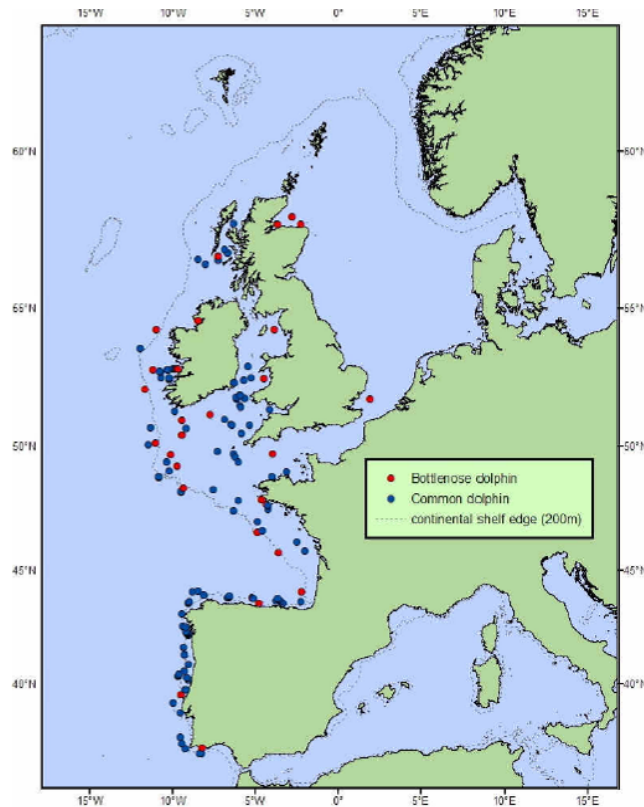 15°W 10°W 5°W 0° 5°E 10°E 15°E
60°N 60°N
55°N 55°N
50°N 50°N
Bottlenose dolphin
Common dolphin
continental shelf edge (200m)
45°N 45°N
40°N 40°N
15°W 10°W 5°W 0° 5°E 10°E 15°E